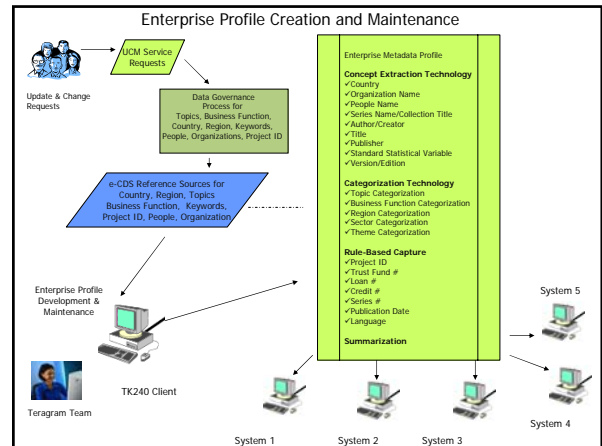 Enterprise Profile Creation and Maintenance
UCM Service
Requests
Update & Change
Requests
Data Governance
Process for
Topics, Business Function,
Country, Region, Keywords,
People, Organizations, Project ID
e-CDS Reference Sources for
Country, Region, Topics
Business Function, Keywords,
Project ID, People, Organization
Enterprise Profile
Development &
Maintenance
TK240 Client
Teragram Team
Enterprise Metadata Profile
Concept Extraction Technology
✓Country
✓Organization Name
✓People Name
✓Series Name/Collection Title
✓Author/Creator
✓Title
✓Publisher
✓Standard Statistical Variable
✓Version/Edition
Categorization Technology
✓Topic Categorization
✓Business Function Categorization
✓Region Categorization
✓Sector Categorization
✓Theme Categorization
Rule-Based Capture
✓Project ID
✓Trust Fund #
✓Loan #
✓Credit #
✓Series #
✓Publication Date
✓Language
Summarization
System 1
System 2
System 3
System 4
System 5